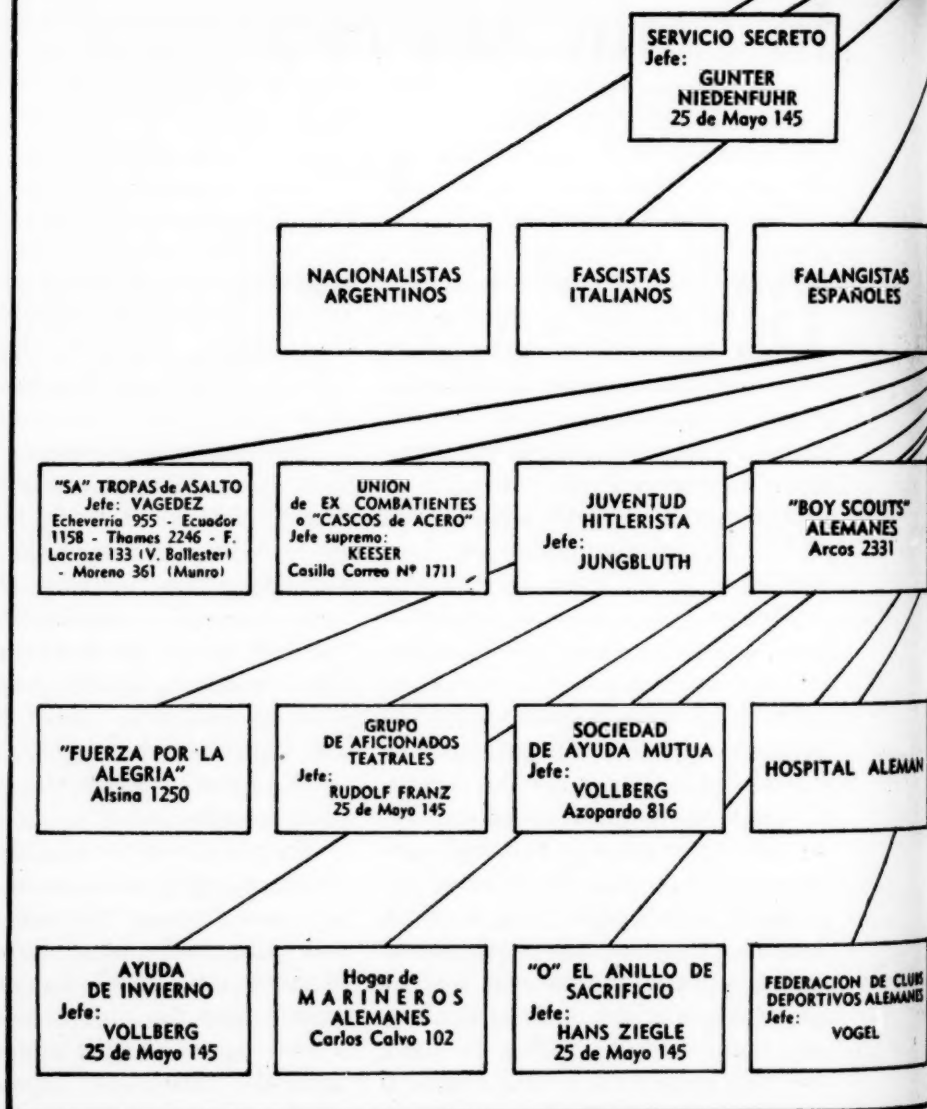 SERVICIO SECRETO
Jefe:
GUNTER
NIEDENFUHR
25 de Mayo 145
NACIONALISTAS
ARGENTINOS
FASCISTAS
ITALIANOS
FALANGISTAS
ESPAÑOLES
"SA" TROPAS de ASALTO
Jefe: VAGEDEZ
Echeverria 955 - Ecuador
1158 - Thames 2246 - F.
Lacroze 133 (V. Ballester)
- Moreno 361 (Munro)
UNION
de EX COMBATIENTES
o "CASCOS de ACERO"
Jefe supremo:
KEESER
Casilla Correo Nº 1711
JUVENTUD
HITLERISTA
Jefe:
JUNGBLUTH
"BOY SCOUTS"
ALEMANES
Arcos 2331
"FUERZA POR LA
ALEGRIA"
Alsina 1250
GRUPO
DE AFICIONADOS
TEATRALES
Jefe:
RUDOLF FRANZ
25 de Mayo 145
SOCIEDAD
DE AYUDA MUTUA
Jefe:
VOLLBERG
Azopardo 816
HOSPITAL ALEMAN
AYUDA
DE INVIERNO
Jefe:
VOLLBERG
25 de Mayo 145
Hogar de
MARINEROS
ALEMANES
Carlos Calvo 102
"O" EL ANILLO DE
SACRIFICIO
Jefe:
HANS ZIEGLE
25 de Mayo 145
FEDERACION DE CLUBS
DEPORTIVOS ALEMANES
Jefe:
VOGEL